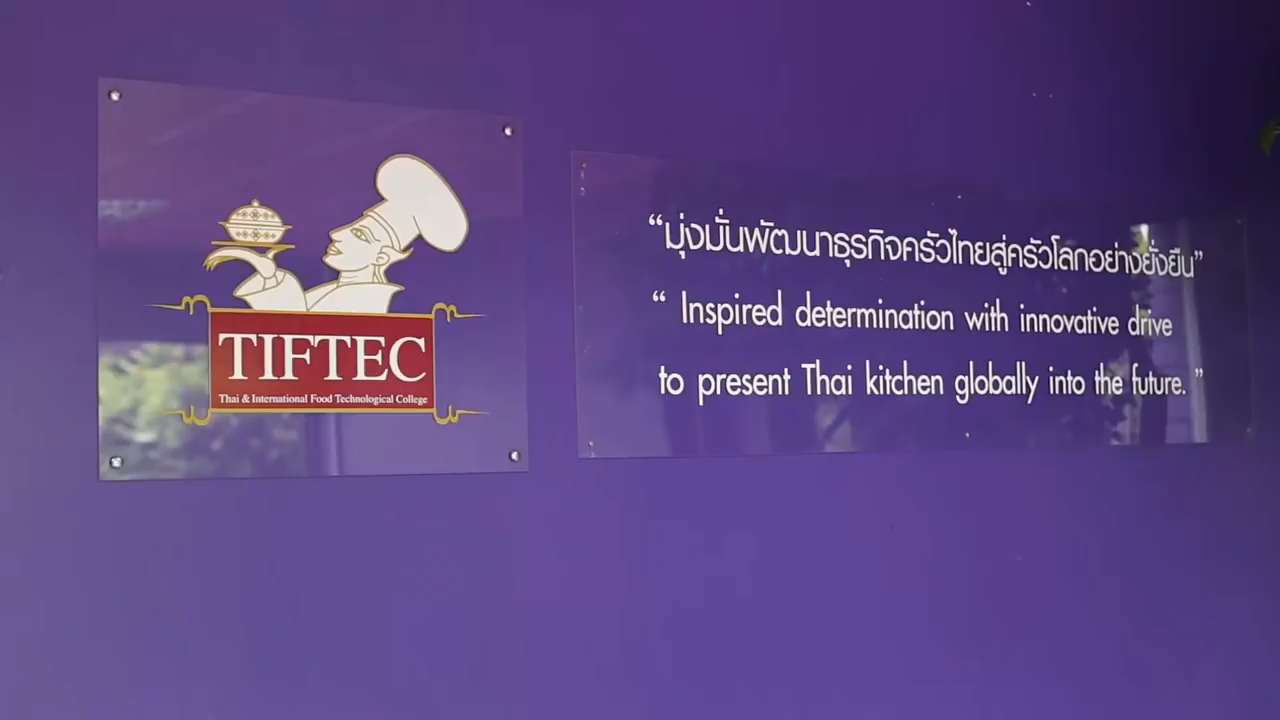 TIFTEC
Thai & International Food Technological College
“มุ่งมั่นพัฒนาธุรกิจครัวไทยสู่ครัวโลกอย่างยั่งยืน”
“ Inspired determination with innovative drive
to present Thai kitchen globally into the future. ”